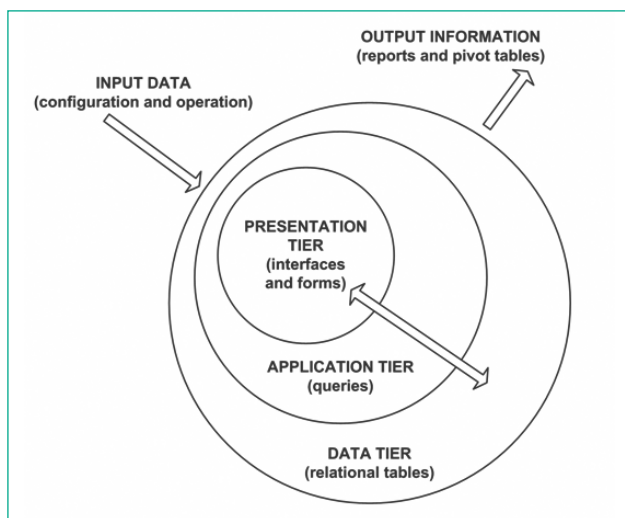 OUTPUT INFORMATION
(reports and pivot tables)
INPUT DATA
(configuration and operation)
PRESENTATION
TIER
(interfaces
and forms)
APPLICATION TIER
(queries)
DATA TIER
(relational tables)